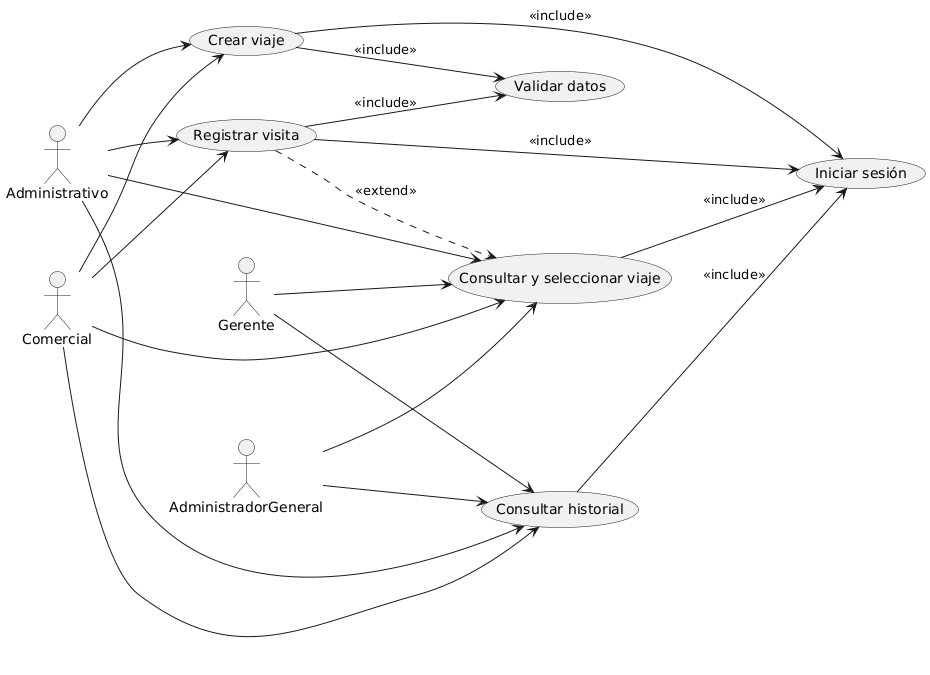 «include»
Crear viaje
«include»
Validar datos
«include»
Registrar visita
«include»
Iniciar sesión
Administrativo
«extend»
«include»
«include»
Consultar y seleccionar viaje
Gerente
Comercial
AdministradorGeneral
Consultar historial